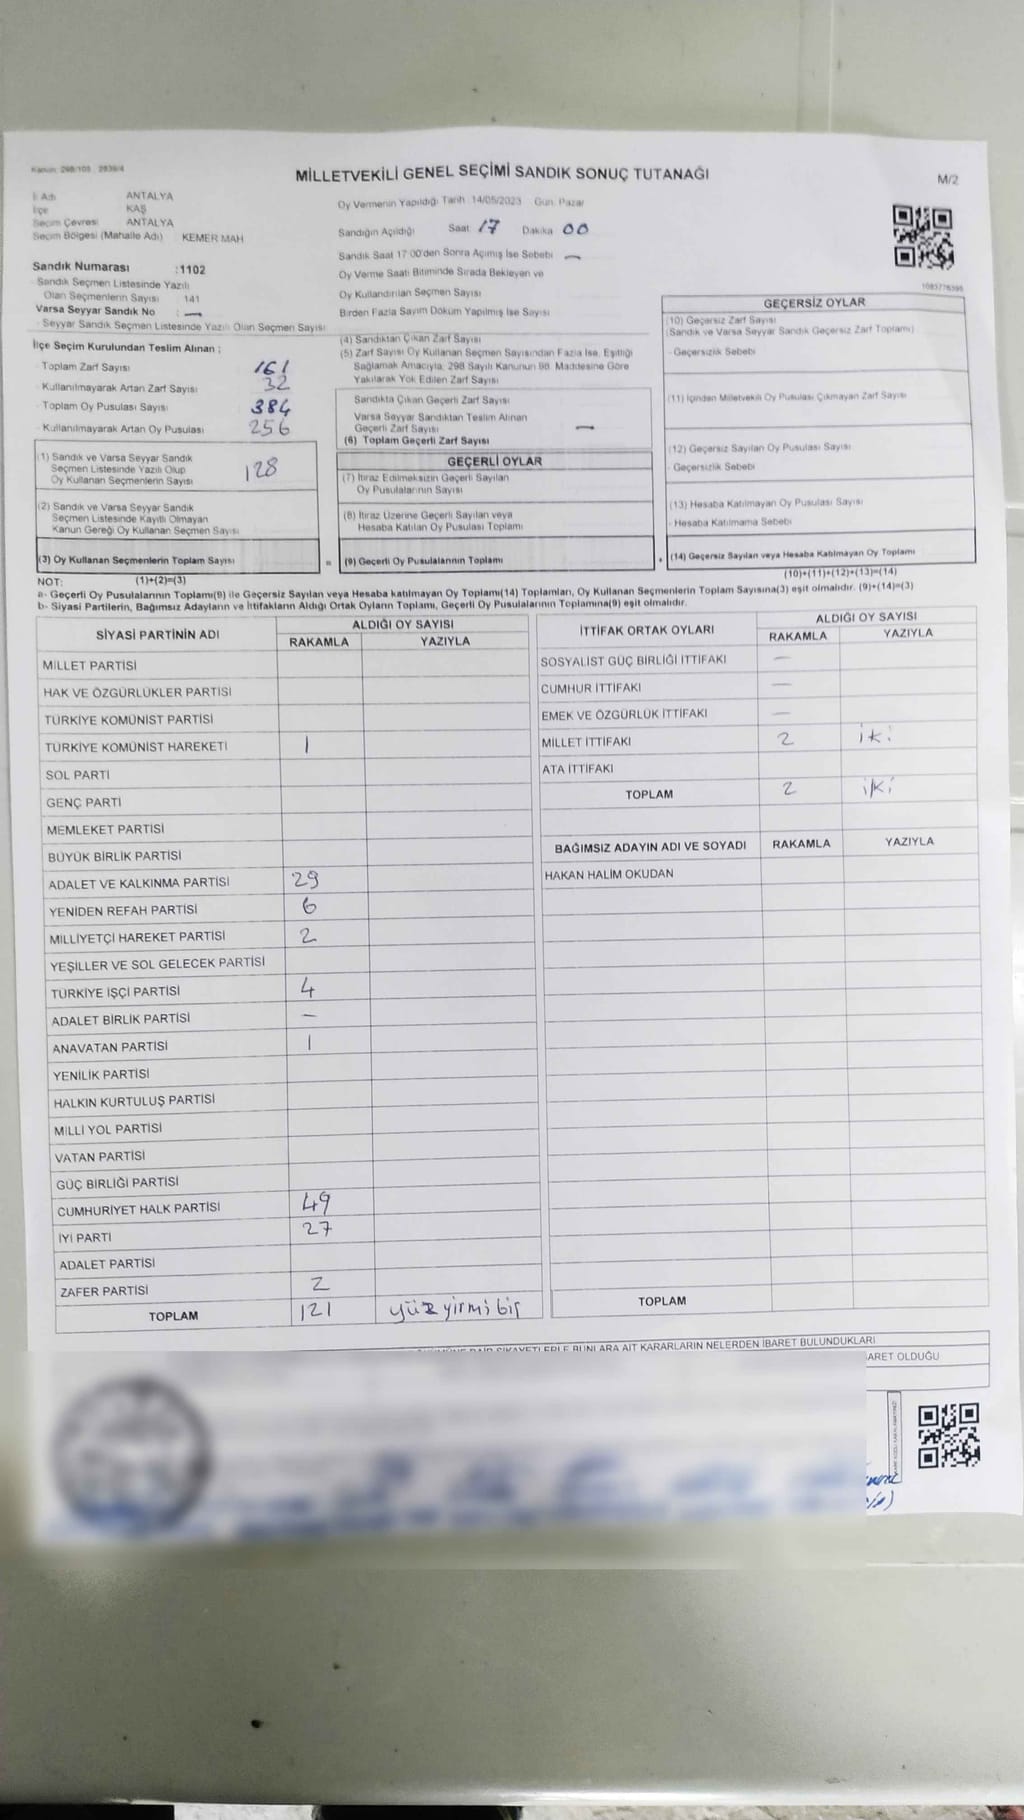 Kanun: 298/105 2839/4
MİLLETVEKİLİ GENEL SEÇİMİ SANDIK SONUÇ TUTANAĞI
M/2
İl Adı ANTALYA
İlçe KAŞ
Seçim Çevresi ANTALYA
Seçim Bölgesi (Mahalle Adı) KEMER MAH
Oy Vermenin Yapıldığı Tarih 14/05/2023 Gün: Pazar
Sandığın Açıldığı Saat 17 Dakika 00
Sandık Saat 17:00'den Sonra Açımış İse Sebebi —
Oy Verme Saati Bitiminde Sırada Bekleyen ve
Oy Kullandırılan Seçmen Sayısı
Birden Fazla Sayım Döküm Yapılmış İse Sayısı
Sandık Numarası :1102
Sandık Seçmen Listesinde Yazılı
Olan Seçmenlerin Sayısı 141
Varsa Seyyar Sandık No : —
Seyyar Sandık Seçmen Listesinde Yazılı Olan Seçmen Sayısı
İlçe Seçim Kurulundan Teslim Alınan ;
Toplam Zarf Sayısı 161
Kullanılmayarak Artan Zarf Sayısı 32
Toplam Oy Pusulası Sayısı 384
Kullanılmayarak Artan Oy Pusulası 256
(1) Sandık ve Varsa Seyyar Sandık
Seçmen Listesinde Yazılı Olup
Oy Kullanan Seçmenlerin Sayısı 128
(2) Sandık ve Varsa Seyyar Sandık
Seçmen Listesinde Kayıtlı Olmayan
Kanun Gereği Oy Kullanan Seçmen Sayısı
(3) Oy Kullanan Seçmenlerin Toplam Sayısı
(4) Sandıktan Çıkan Zarf Sayısı
(5) Zarf Sayısı Oy Kullanan Seçmen Sayısından Fazla İse, Eşitliği
Sağlamak Amacıyla, 298 Sayılı Kanunun 98. Maddesine Göre
Yakılarak Yok Edilen Zarf Sayısı
Sandıkta Çıkan Geçerli Zarf Sayısı
Varsa Seyyar Sandıktan Teslim Alınan
Geçerli Zarf Sayısı —
(6) Toplam Geçerli Zarf Sayısı
GEÇERLİ OYLAR
(7) İtiraz Edilmeksizin Geçerli Sayılan
Oy Pusulalarının Sayısı
(8) İtiraz Üzerine Geçerli Sayılan veya
Hesaba Katılan Oy Pusulası Toplamı
= (9) Geçerli Oy Pusulalarının Toplamı
GEÇERSİZ OYLAR
(10) Geçersiz Zarf Sayısı
(Sandık ve Varsa Seyyar Sandık Geçersiz Zarf Toplamı)
- Geçersizlik Sebebi
(11) İçinden Milletvekili Oy Pusulası Çıkmayan Zarf Sayısı
(12) Geçersiz Sayılan Oy Pusulası Sayısı
- Geçersizlik Sebebi
(13) Hesaba Katılmayan Oy Pusulası Sayısı
- Hesaba Katılmama Sebebi
+ (14) Geçersiz Sayılan veya Hesaba Katılmayan Oy Toplamı
NOT: (1)+(2)=(3) (10)+(11)+(12)+(13)=(14)
a- Geçerli Oy Pusulalarının Toplamı(9) ile Geçersiz Sayılan veya Hesaba katılmayan Oy Toplamı(14) Toplamları, Oy Kullanan Seçmenlerin Toplam Sayısına(3) eşit olmalıdır. (9)+(14)=(3)
b- Siyasi Partilerin, Bağımsız Adayların ve İttifakların Aldığı Ortak Oyların Toplamı, Geçerli Oy Pusulalarının Toplamına(9) eşit olmalıdır.
SİYASİ PARTİNİN ADI ALDIĞI OY SAYISI
RAKAMLA YAZIYLA
MİLLET PARTİSİ
HAK VE ÖZGÜRLÜKLER PARTİSİ
TÜRKİYE KOMÜNİST PARTİSİ
TÜRKİYE KOMÜNİST HAREKETİ 1
SOL PARTİ
GENÇ PARTİ
MEMLEKET PARTİSİ
BÜYÜK BİRLİK PARTİSİ
ADALET VE KALKINMA PARTİSİ 29
YENİDEN REFAH PARTİSİ 6
MİLLİYETÇİ HAREKET PARTİSİ 2
YEŞİLLER VE SOL GELECEK PARTİSİ
TÜRKİYE İŞÇİ PARTİSİ 4
ADALET BİRLİK PARTİSİ —
ANAVATAN PARTİSİ 1
YENİLİK PARTİSİ
HALKIN KURTULUŞ PARTİSİ
MİLLİ YOL PARTİSİ
VATAN PARTİSİ
GÜÇ BİRLİĞİ PARTİSİ
CUMHURİYET HALK PARTİSİ 49
İYİ PARTİ 27
ADALET PARTİSİ
ZAFER PARTİSİ 2
TOPLAM 121 yüz yirmi bir
İTTİFAK ORTAK OYLARI ALDIĞI OY SAYISI
RAKAMLA YAZIYLA
SOSYALİST GÜÇ BİRLİĞİ İTTİFAKI —
CUMHUR İTTİFAKI —
EMEK VE ÖZGÜRLÜK İTTİFAKI —
MİLLET İTTİFAKI 2 iki
ATA İTTİFAKI
TOPLAM 2 iki
BAĞIMSIZ ADAYIN ADI VE SOYADI RAKAMLA YAZIYLA
HAKAN HALİM OKUDAN
TOPLAM
BUNLARA AİT KARARLARIN NELERDEN İBARET BULUNDUKLARI
OLDUĞU